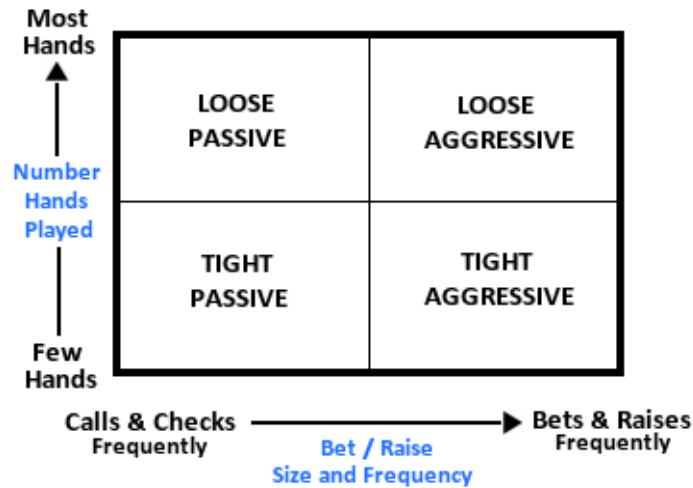 Most
Hands
Number
Hands
Played
Few
Hands
LOOSE
PASSIVE
LOOSE
AGGRESSIVE
TIGHT
PASSIVE
TIGHT
AGGRESSIVE
Calls & Checks
Frequently
Bet / Raise
Size and Frequency
Bets & Raises
Frequently